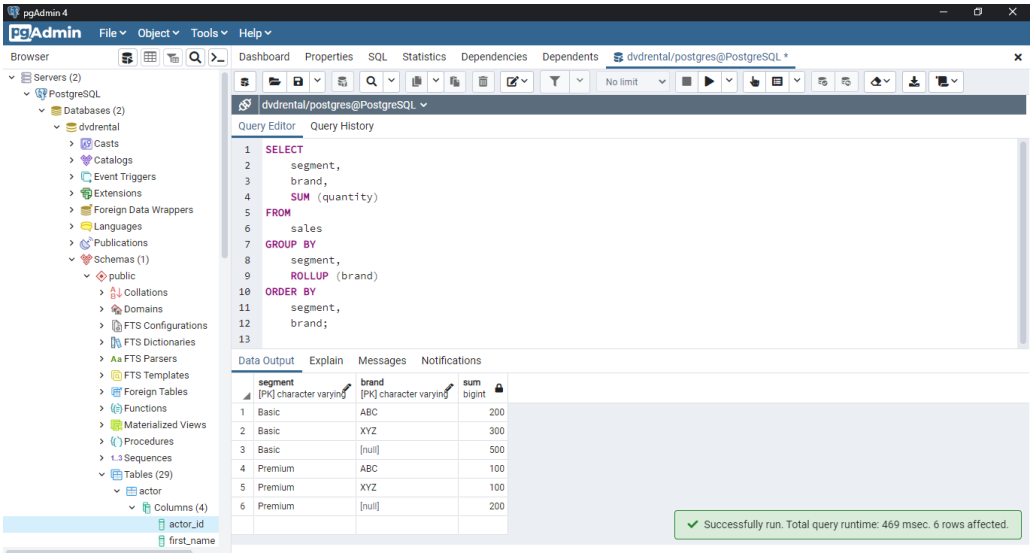 pgAdmin 4
pgAdmin File Object Tools Help
Browser
Dashboard Properties SQL Statistics Dependencies Dependents dvdrental/postgres@PostgreSQL *
No limit
dvdrental/postgres@PostgreSQL
Query Editor Query History
Servers (2)
PostgreSQL
Databases (2)
dvdrental
Casts
Catalogs
Event Triggers
Extensions
Foreign Data Wrappers
Languages
Publications
Schemas (1)
public
Collations
Domains
FTS Configurations
FTS Dictionaries
Aa FTS Parsers
FTS Templates
Foreign Tables
Functions
Materialized Views
Procedures
1..3 Sequences
Tables (29)
actor
Columns (4)
actor_id
first_name
1 SELECT
2 segment,
3 brand,
4 SUM (quantity)
5 FROM
6 sales
7 GROUP BY
8 segment,
9 ROLLUP (brand)
10 ORDER BY
11 segment,
12 brand;
13
Data Output Explain Messages Notifications
segment brand sum
[PK] character varying [PK] character varying bigint
1 Basic ABC 200
2 Basic XYZ 300
3 Basic [null] 500
4 Premium ABC 100
5 Premium XYZ 100
6 Premium [null] 200
Successfully run. Total query runtime: 469 msec. 6 rows affected.